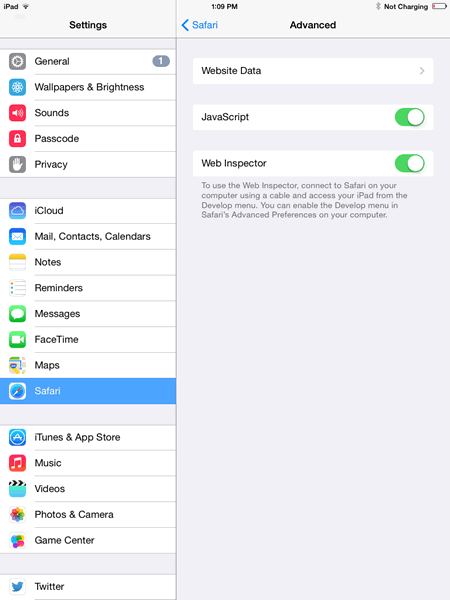 iPad 1:09 PM Not Charging
Settings
Safari Advanced
General 1
Wallpapers & Brightness
Sounds
Passcode
Privacy
iCloud
Mail, Contacts, Calendars
Notes
Reminders
Messages
FaceTime
Maps
Safari
iTunes & App Store
Music
Videos
Photos & Camera
Game Center
Twitter
Website Data
JavaScript
Web Inspector
To use the Web Inspector, connect to Safari on your
computer using a cable and access your iPad from the
Develop menu. You can enable the Develop menu in
Safari's Advanced Preferences on your computer.